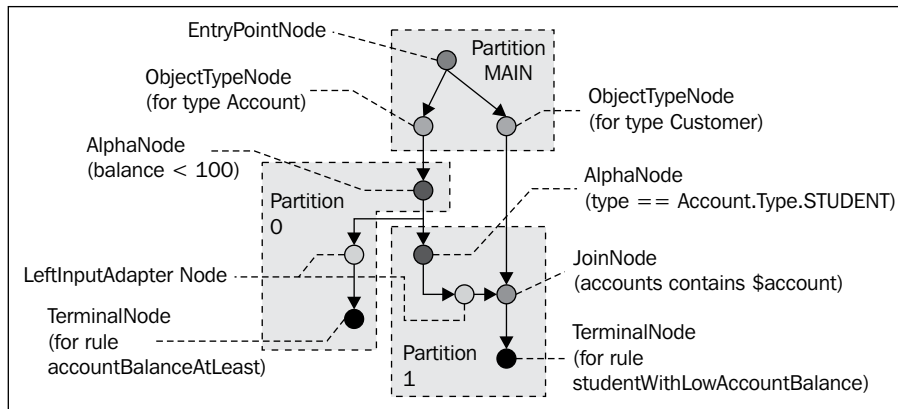 EntryPointNode
Partition
MAIN
ObjectTypeNode
(for type Account)
ObjectTypeNode
(for type Customer)
AlphaNode
(balance < 100)
Partition
0
AlphaNode
(type == Account.Type.STUDENT)
LeftInputAdapter Node
JoinNode
(accounts contains $account)
TerminalNode
(for rule
accountBalanceAtLeast)
Partition
1
TerminalNode
(for rule
studentWithLowAccountBalance)